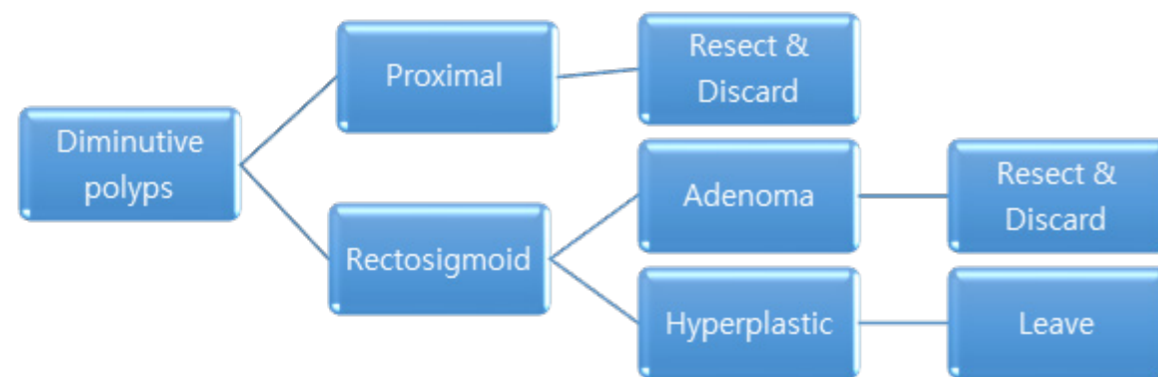 Diminutive
polyps
Proximal
Resect &
Discard
Rectosigmoid
Adenoma
Resect &
Discard
Hyperplastic
Leave